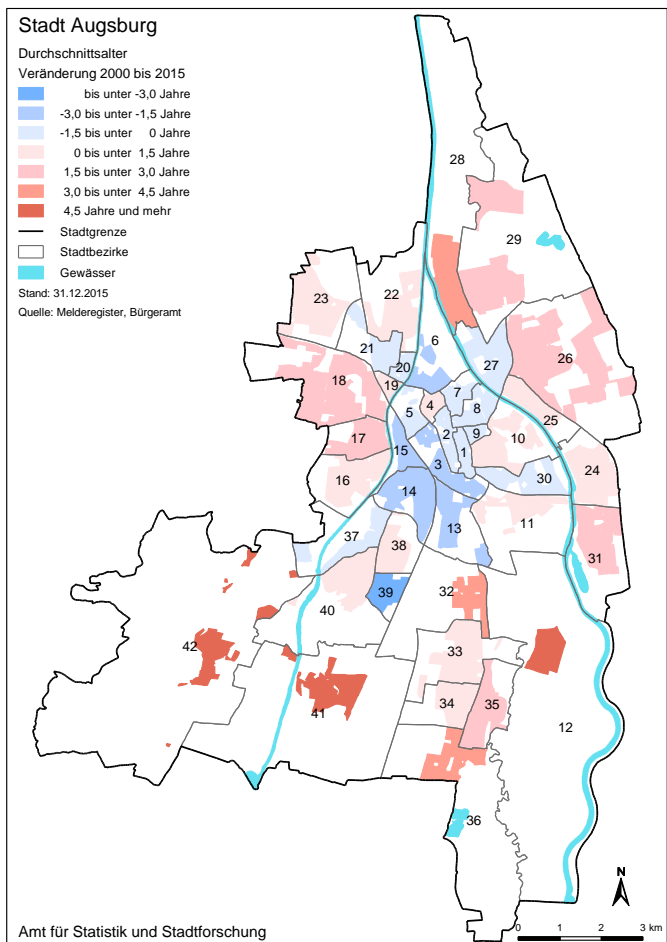 Stadt Augsburg
Durchschnittsalter
Veränderung 2000 bis 2015
bis unter -3,0 Jahre
-3,0 bis unter -1,5 Jahre
-1,5 bis unter 0 Jahre
0 bis unter 1,5 Jahre
1,5 bis unter 3,0 Jahre
3,0 bis unter 4,5 Jahre
4,5 Jahre und mehr
Stadtgrenze
Stadtbezirke
Gewässer
Stand: 31.12.2015
Quelle: Melderegister, Bürgeramt
28
29
23
22
6
21
20
27
26
18
19
7
5
4
8
25
17
2
9
10
15
3
1
24
16
14
30
13
11
37
38
31
39
32
40
42
33
41
34
35
12
36
N
Amt für Statistik und Stadtforschung
0 1 2 3 km